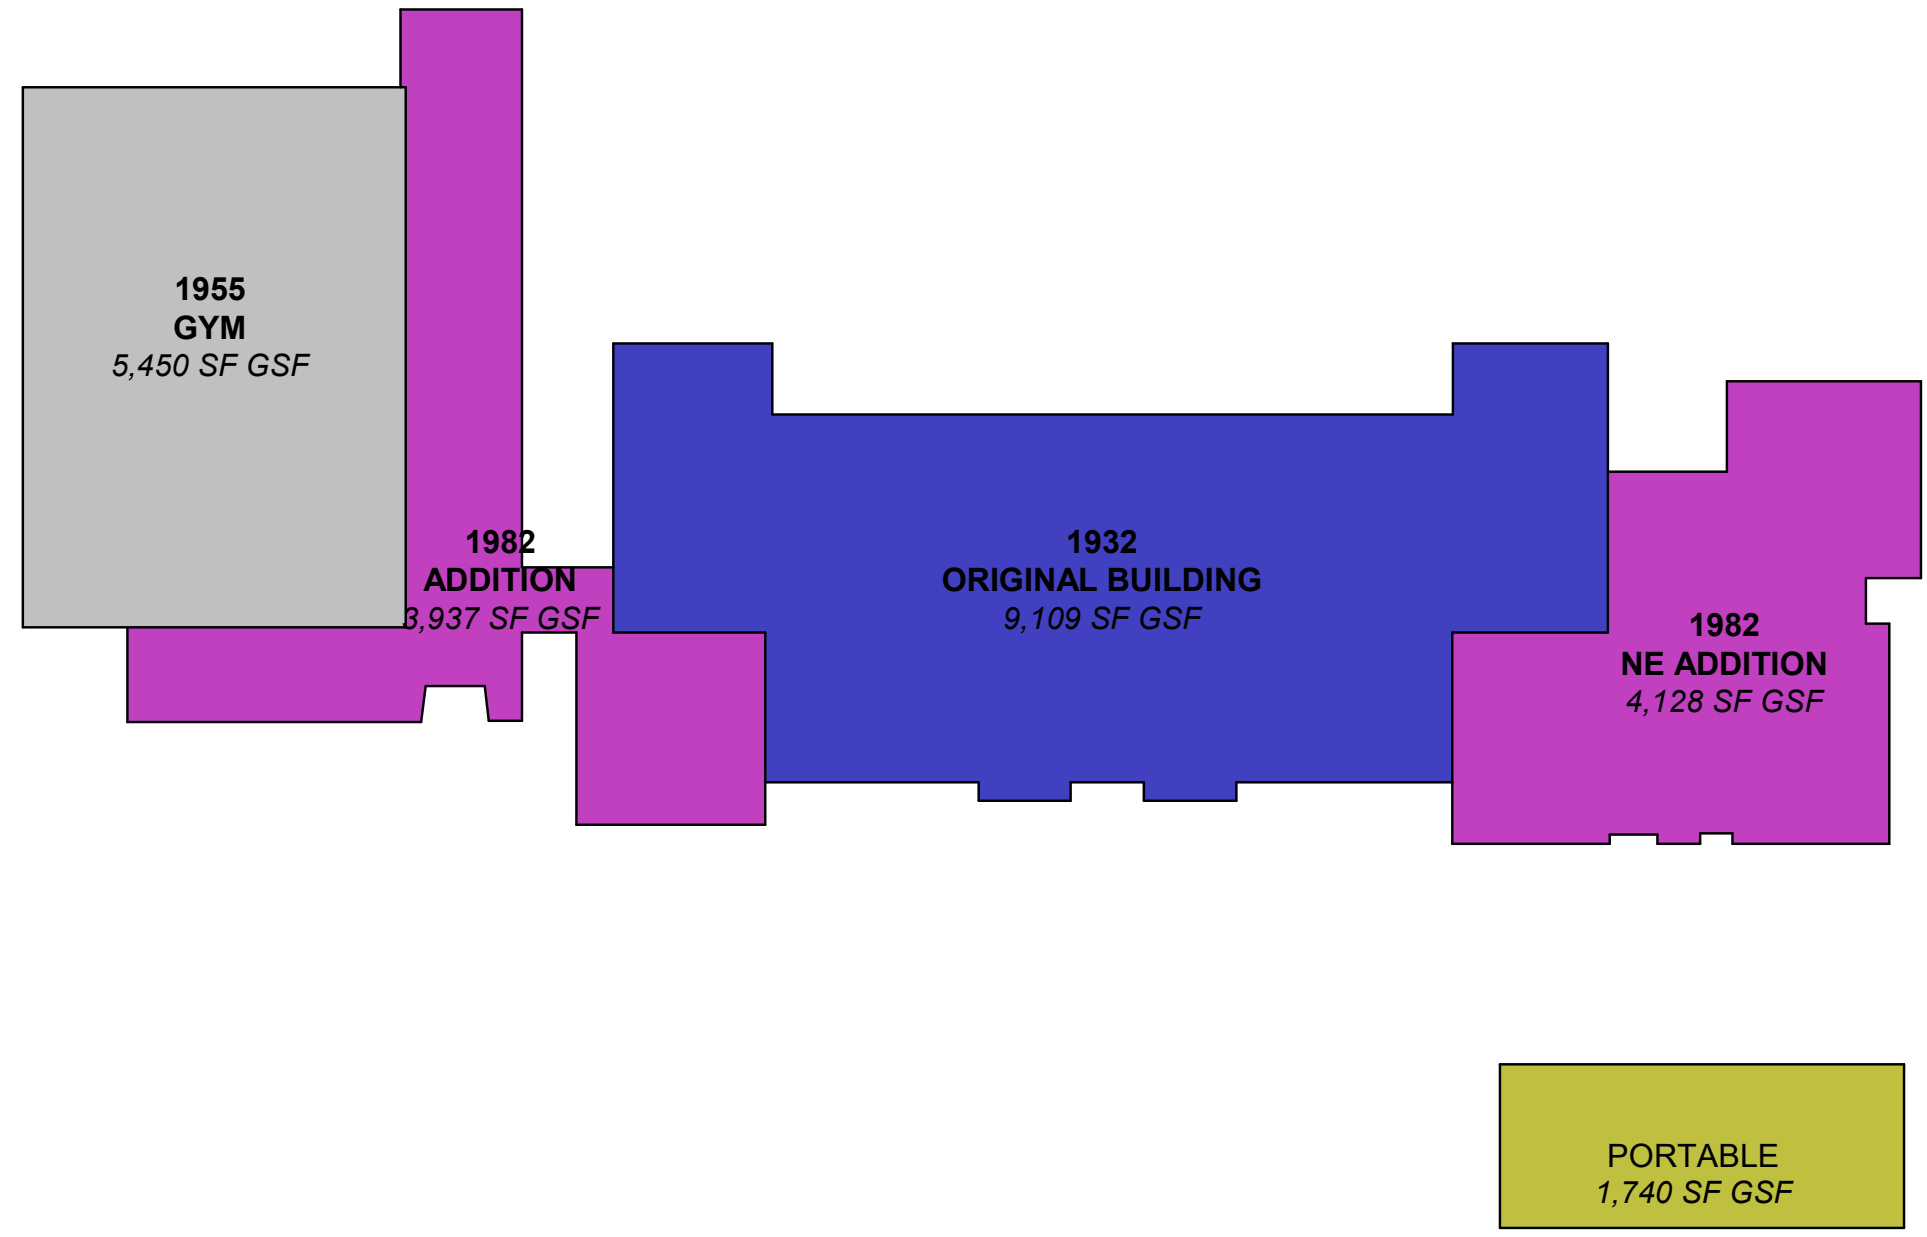 1955
GYM
5,450 SF GSF
1982
ADDITION
3,937 SF GSF
1932
ORIGINAL BUILDING
9,109 SF GSF
1982
NE ADDITION
4,128 SF GSF
PORTABLE
1,740 SF GSF